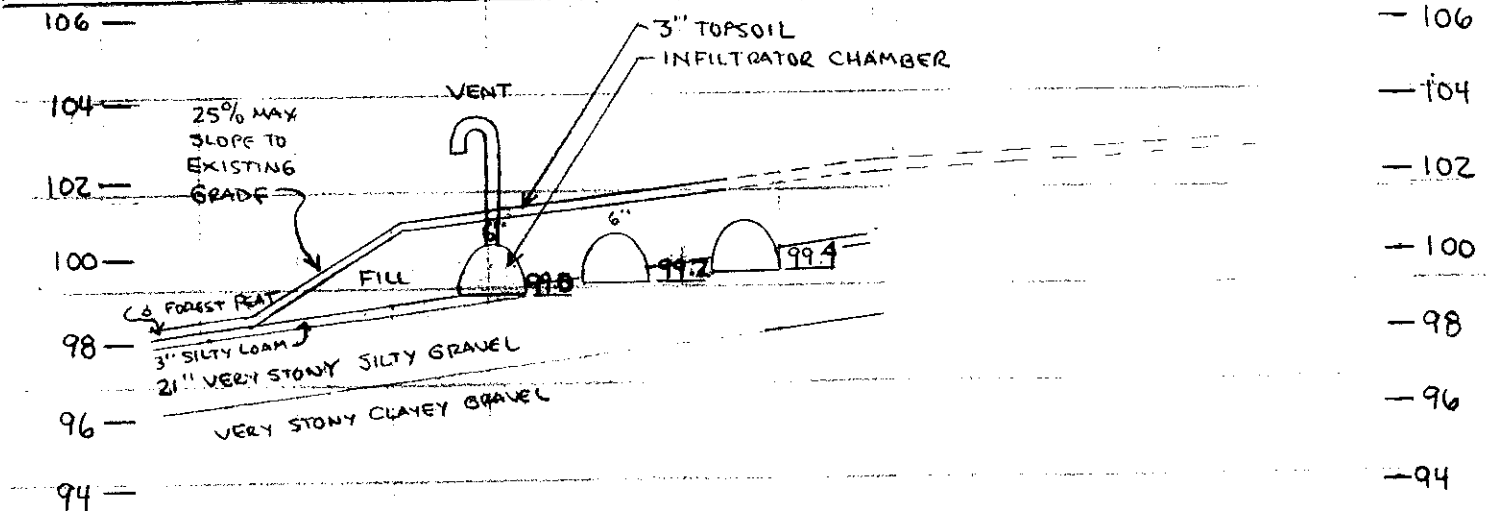 106 —
— 106
3" TOPSOIL
INFILTRATOR CHAMBER
VENT
104 —
— 104
25% MAX
SLOPE TO
EXISTING
GRADE
102 —
— 102
6"
6"
100 —
— 100
FILL
99.0
99.2
99.4
FOREST PEAT
98 —
— 98
3" SILTY LOAM
21" VERY STONY SILTY GRAVEL
96 —
— 96
VERY STONY CLAYEY GRAVEL
94 —
— 94